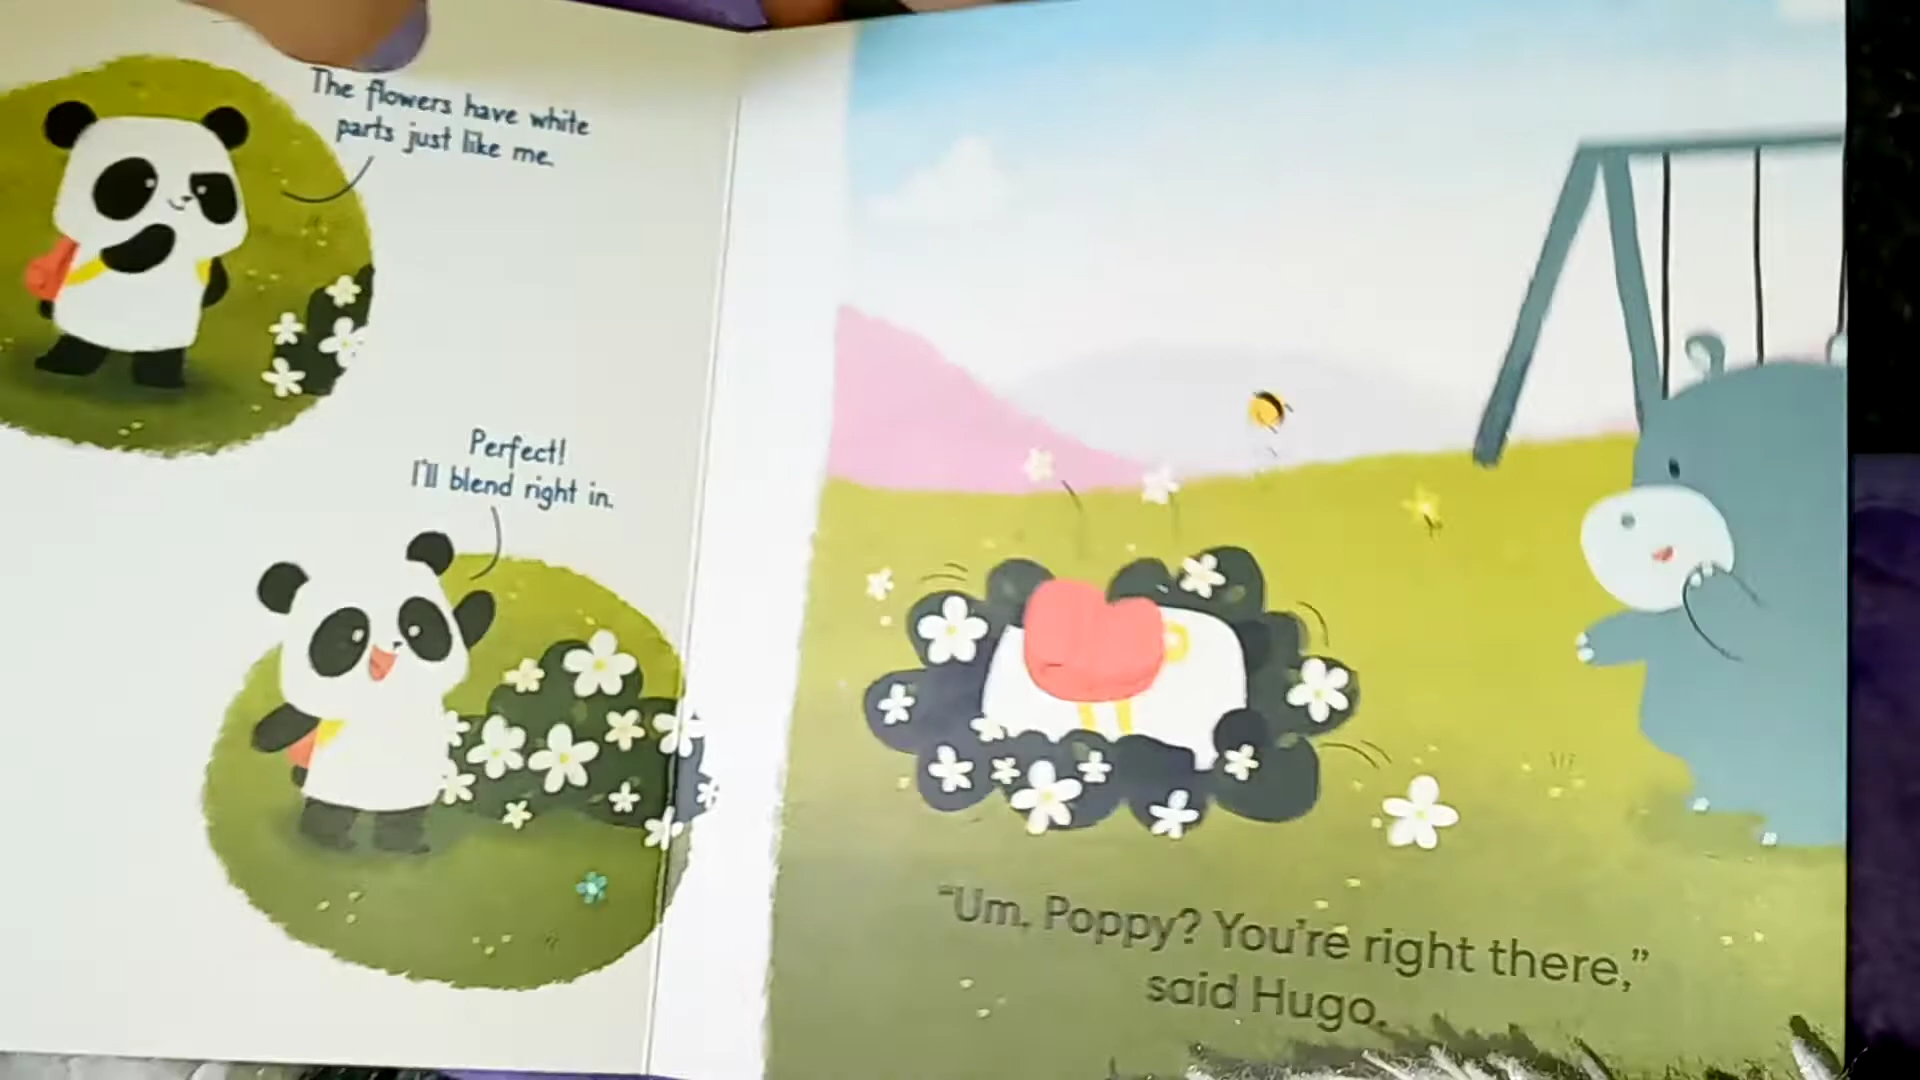 The flowers have white
parts just like me.
Perfect!
I'll blend right in.
“Um, Poppy? You're right there,”
said Hugo.